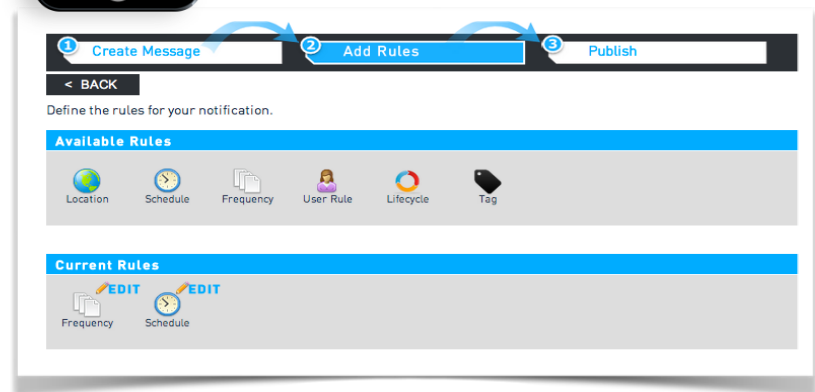 1 Create Message 2 Add Rules 3 Publish
< BACK
Define the rules for your notification.
Available Rules
Location Schedule Frequency User Rule Lifecycle Tag
Current Rules
EDIT EDIT
Frequency Schedule